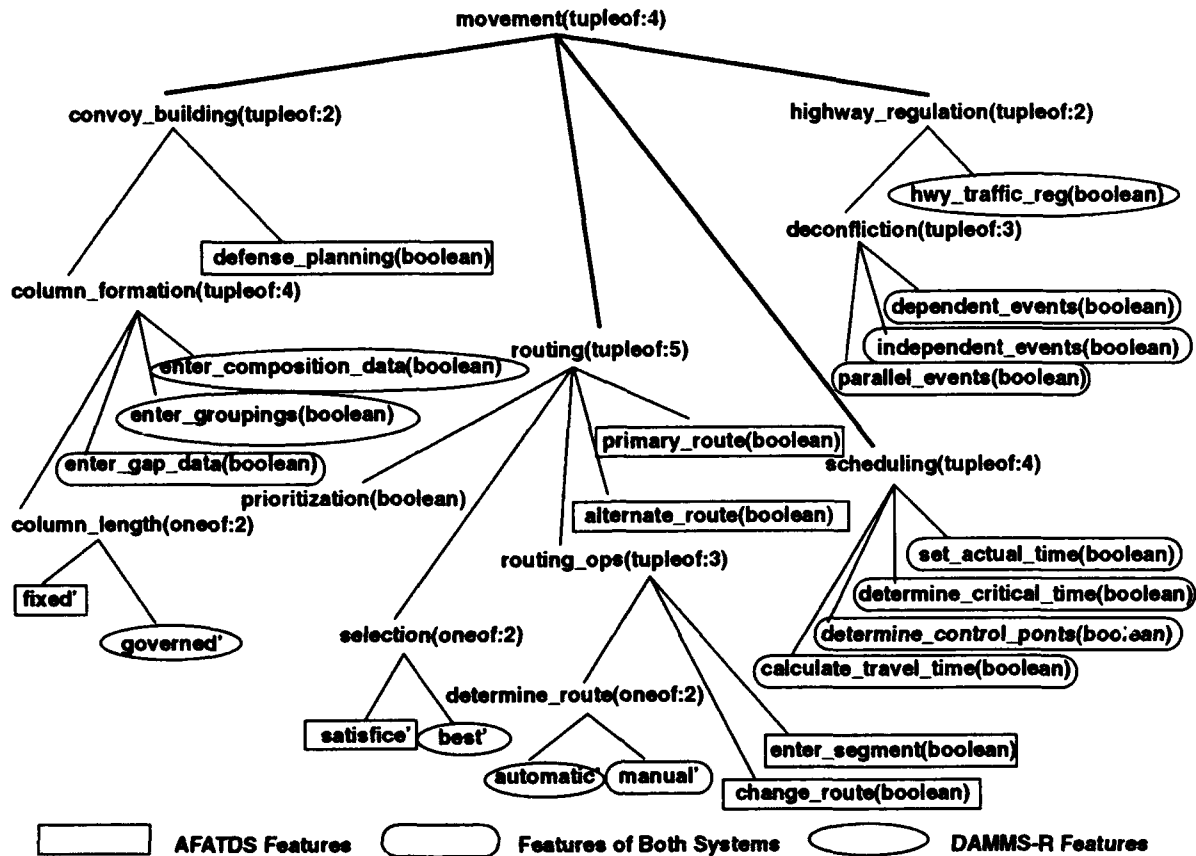 movement(tupleof:4)
convoy_building(tupleof:2)
highway_regulation(tupleof:2)
hwy_traffic_reg(boolean)
deconfliction(tupleof:3)
defense_planning(boolean)
column_formation(tupleof:4)
dependent_events(boolean)
independent_events(boolean)
parallel_events(boolean)
routing(tupleof:5)
enter_composition_data(boolean)
enter_groupings(boolean)
enter_gap_data(boolean)
primary_route(boolean)
scheduling(tupleof:4)
prioritization(boolean)
alternate_route(boolean)
column_length(oneof:2)
routing_ops(tupleof:3)
set_actual_time(boolean)
fixed'
determine_critical_time(boolean)
governed'
selection(oneof:2)
determine_control_ponts(boolean)
calculate_travel_time(boolean)
determine_route(oneof:2)
satisfice'
best'
enter_segment(boolean)
automatic'
manual'
change_route(boolean)
AFATDS Features
Features of Both Systems
DAMMS-R Features